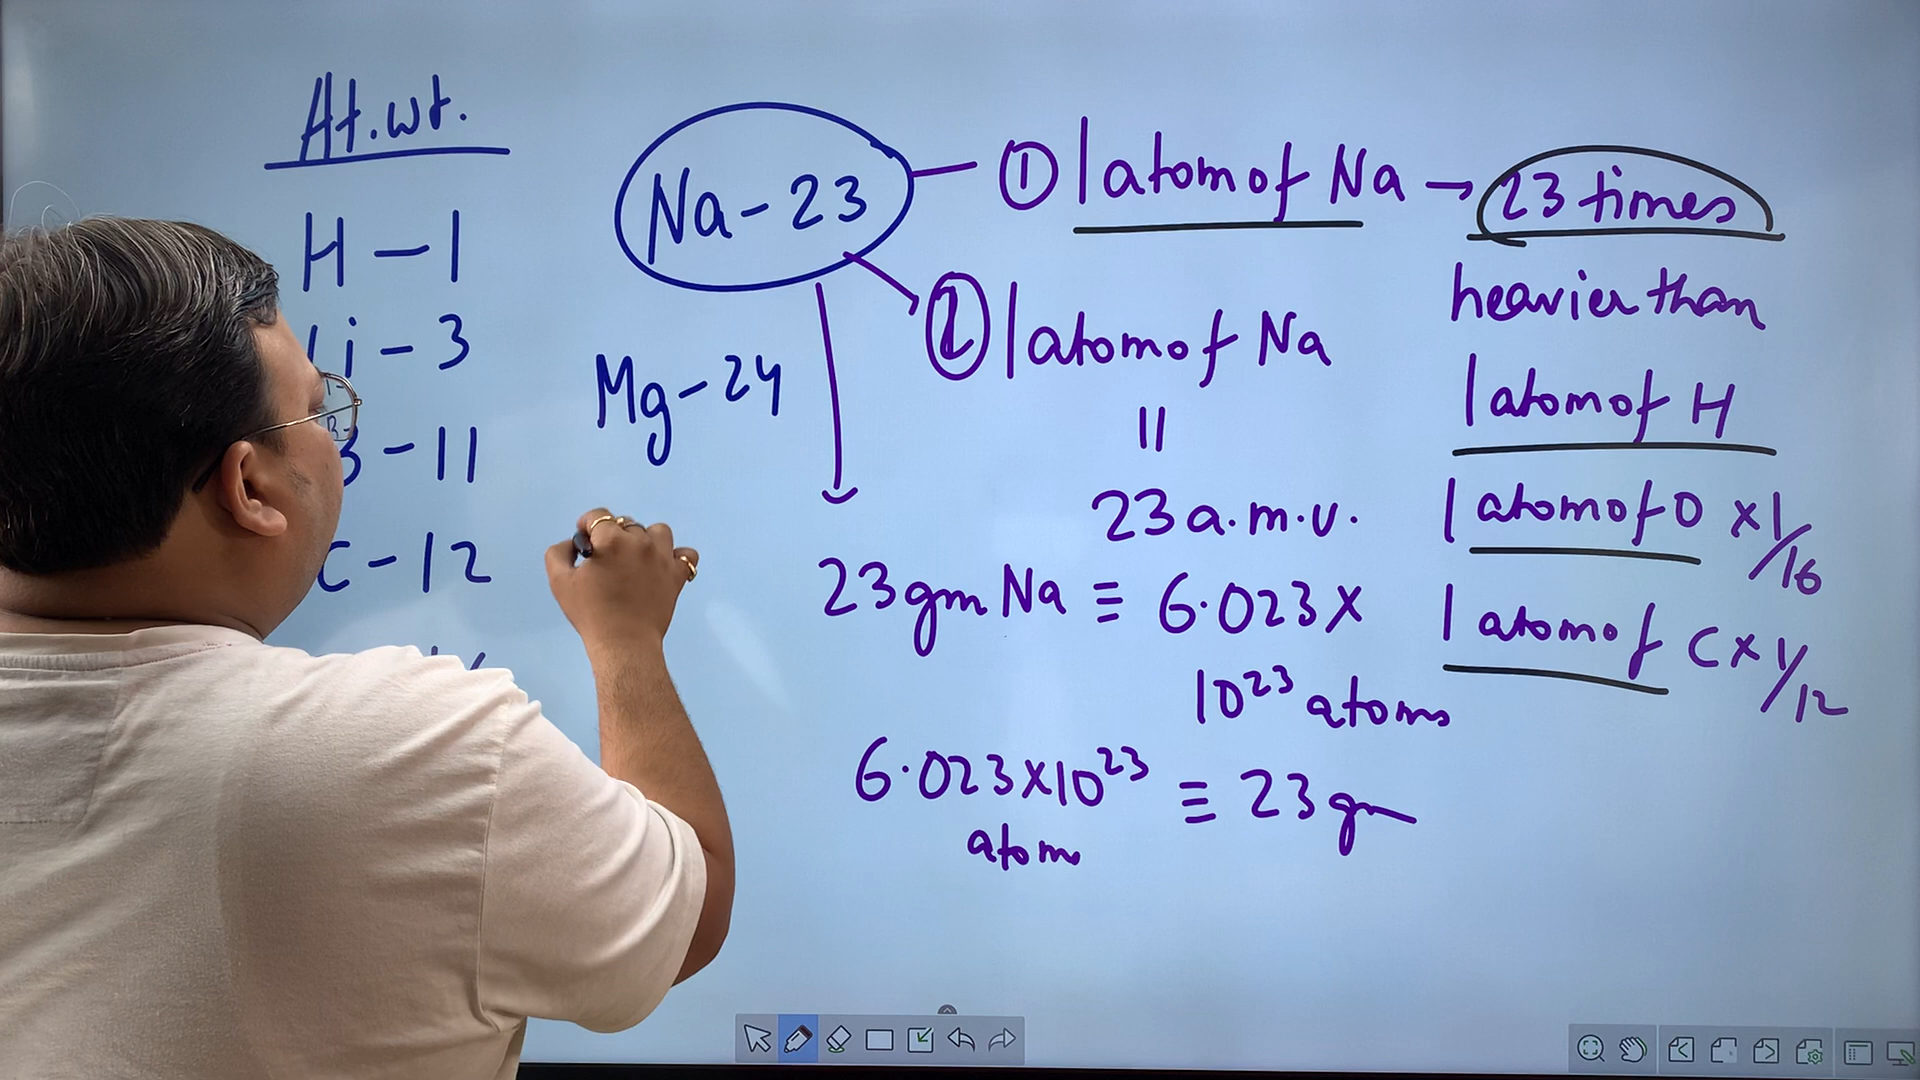 At.wt.
H - 1
i - 3
B - 11
C - 12
Na - 23
Mg - 24
① 1 atom of Na → 23 times
heavier than
1 atom of H
1 atom of O × 1/16
1 atom of C × 1/12
② 1 atom of Na
=
23 a.m.u.
23 gm Na ≡ 6.023 ×
10²³ atoms
6.023×10²³ ≡ 23 gm
atoms